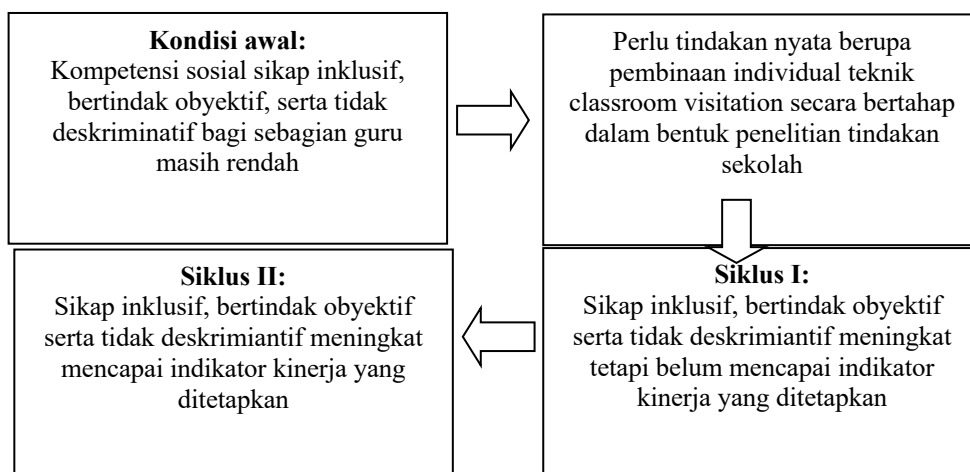 Kondisi awal:
Kompetensi sosial sikap inklusif,
bertindak obyektif, serta tidak
deskriminatif bagi sebagian guru
masih rendah
Perlu tindakan nyata berupa
pembinaan individual teknik
classroom visitation secara bertahap
dalam bentuk penelitian tindakan
sekolah
Siklus I:
Sikap inklusif, bertindak obyektif
serta tidak deskrimiantif meningkat
tetapi belum mencapai indikator
kinerja yang ditetapkan
Siklus II:
Sikap inklusif, bertindak obyektif
serta tidak deskrimiantif meningkat
mencapai indikator kinerja yang
ditetapkan